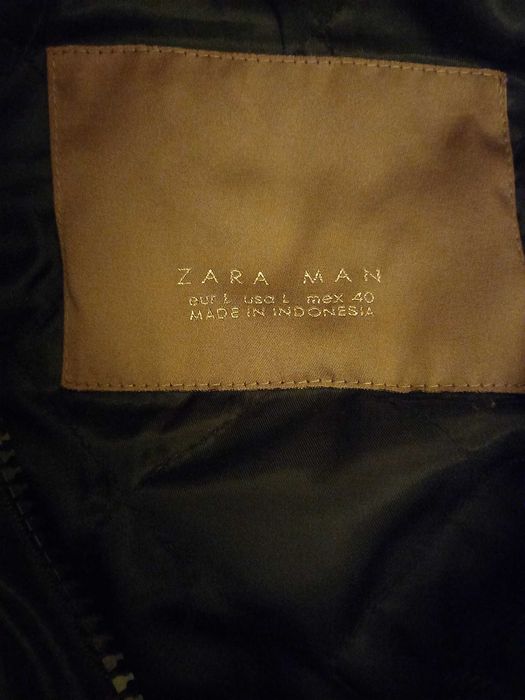 ZARA MAN
eur L usa L mex 40
MADE IN INDONESIA